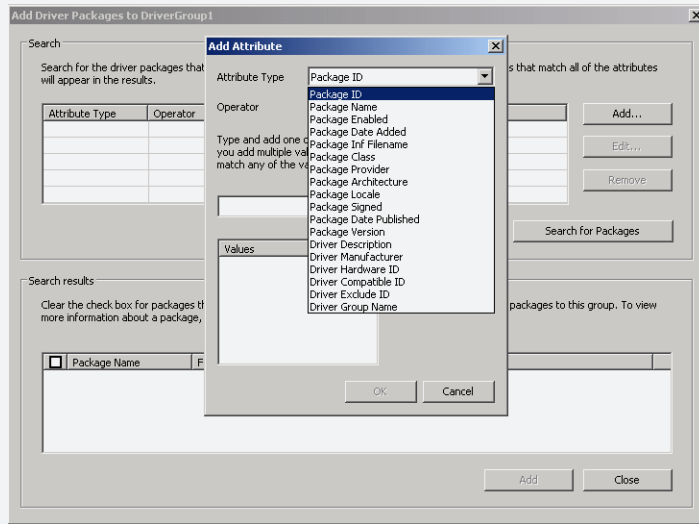 Add Driver Packages to DriverGroup1
Search
Search for the driver packages that
s that match all of the attributes
will appear in the results.
Attribute Type Operator
Add...
Edit...
Remove
Search for Packages
Add Attribute
Attribute Type Package ID
Operator
Type and add one o
you add multiple val
match any of the va
Package ID
Package Name
Package Enabled
Package Date Added
Package Inf Filename
Package Class
Package Provider
Package Architecture
Package Locale
Package Signed
Package Date Published
Package Version
Driver Description
Driver Manufacturer
Driver Hardware ID
Driver Compatible ID
Driver Exclude ID
Driver Group Name
Values
OK Cancel
Search results
Clear the check box for packages th
packages to this group. To view
more information about a package,
Package Name F
Add Close